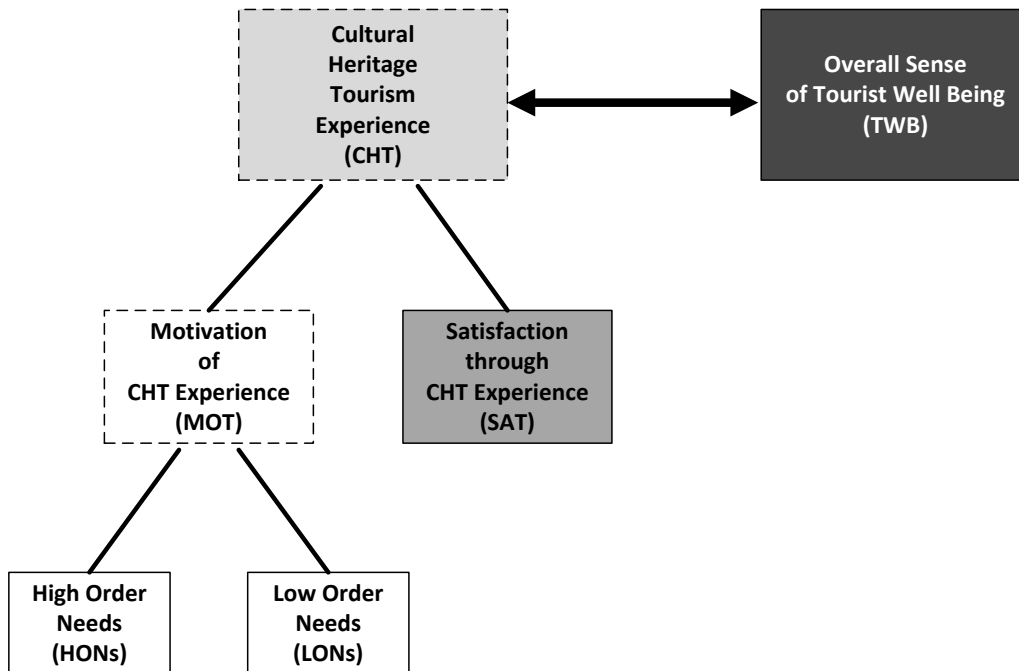 Cultural
Heritage
Tourism
Experience
(CHT)
Overall Sense
of Tourist Well Being
(TWB)
Motivation
of
CHT Experience
(MOT)
Satisfaction
through
CHT Experience
(SAT)
High Order
Needs
(HONs)
Low Order
Needs
(LONs)